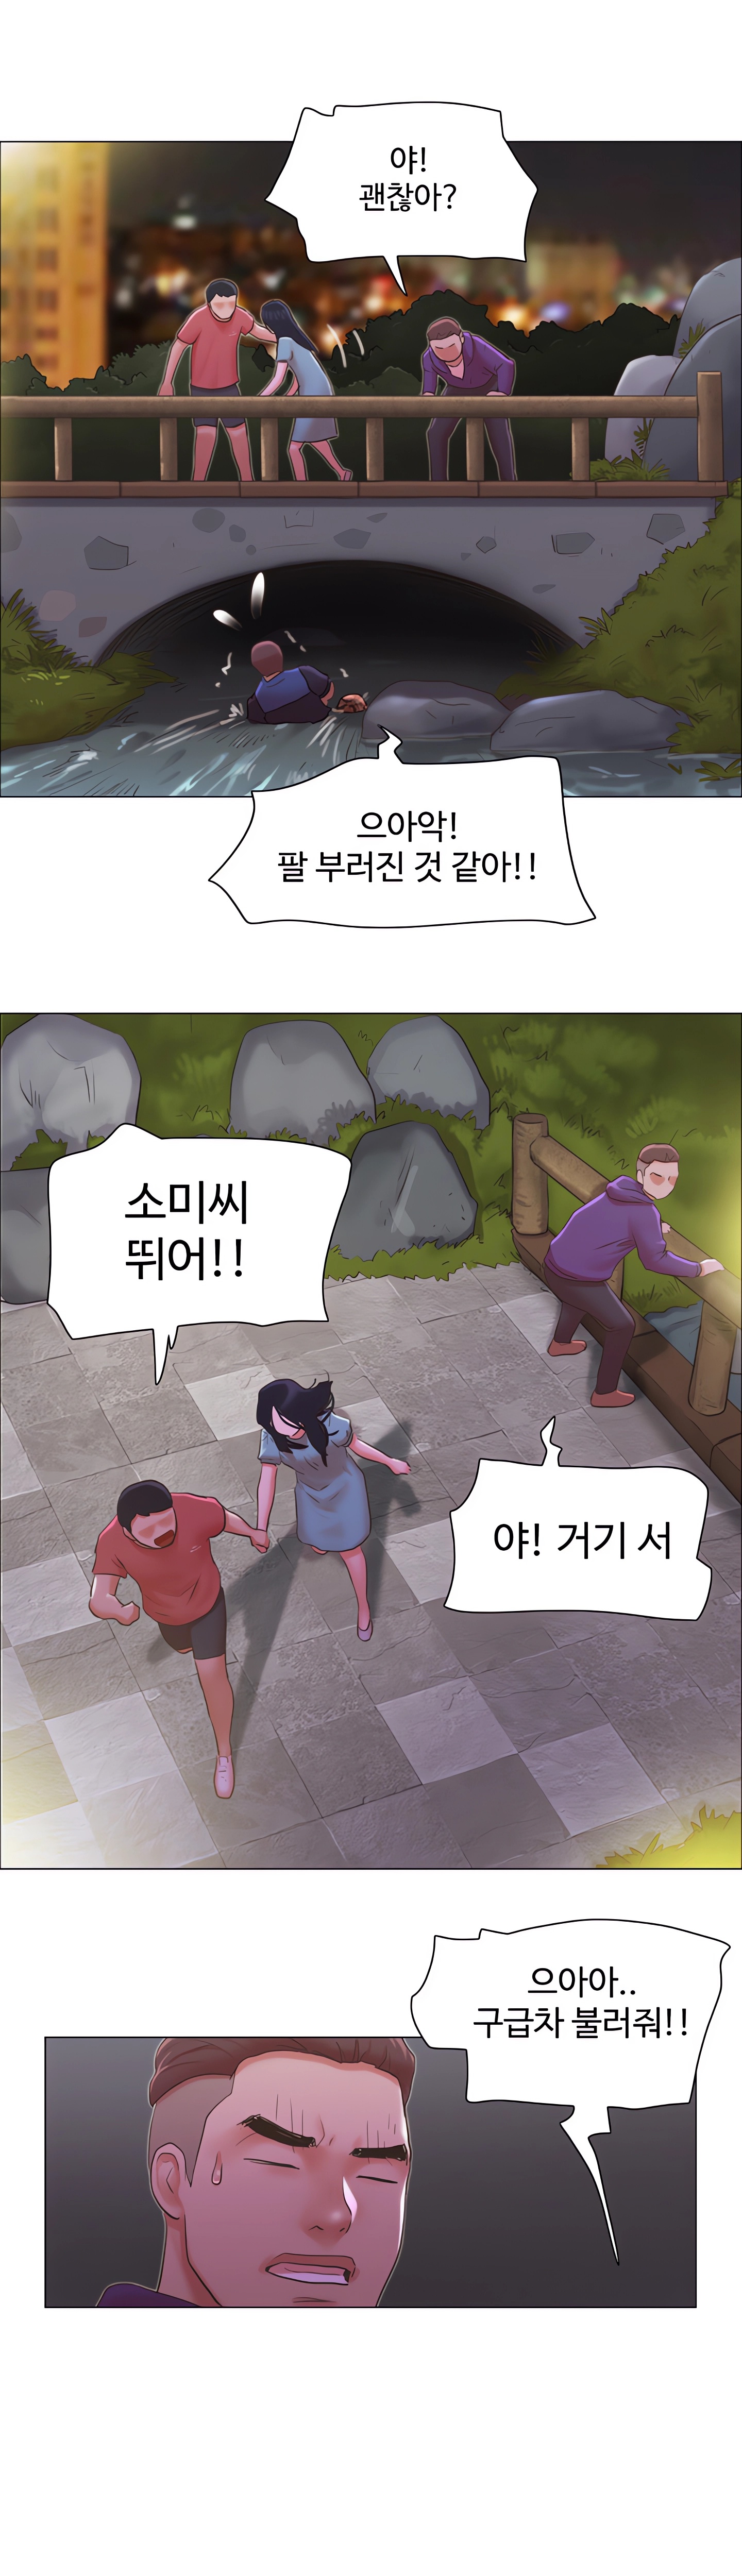 야!
괜찮아?
으아악!
팔 부러진 것 같아!!
소미씨
뛰어!!
야! 거기 서
으아아..
구급차 불러줘!!